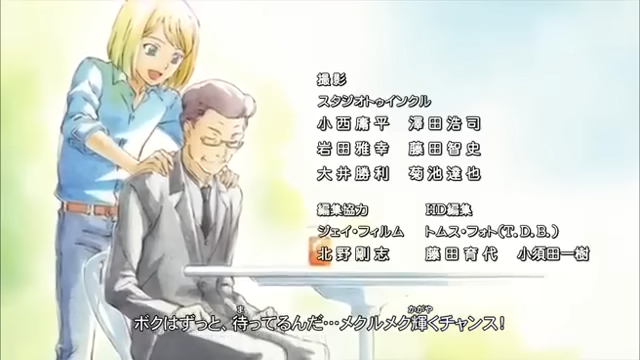 撮影
スタジオトゥインクル
小西庸平 澤田浩司
岩田雅幸 藤田智史
大井勝利 菊池達也
編集協力 HD編集
ジェイ・フィルム トムス・フォト(T.D.B.)
北野剛志 藤田育代 小須田一樹
ボクはずっと、待ってるんだ…メクルメク輝くチャンス!
ま かがや